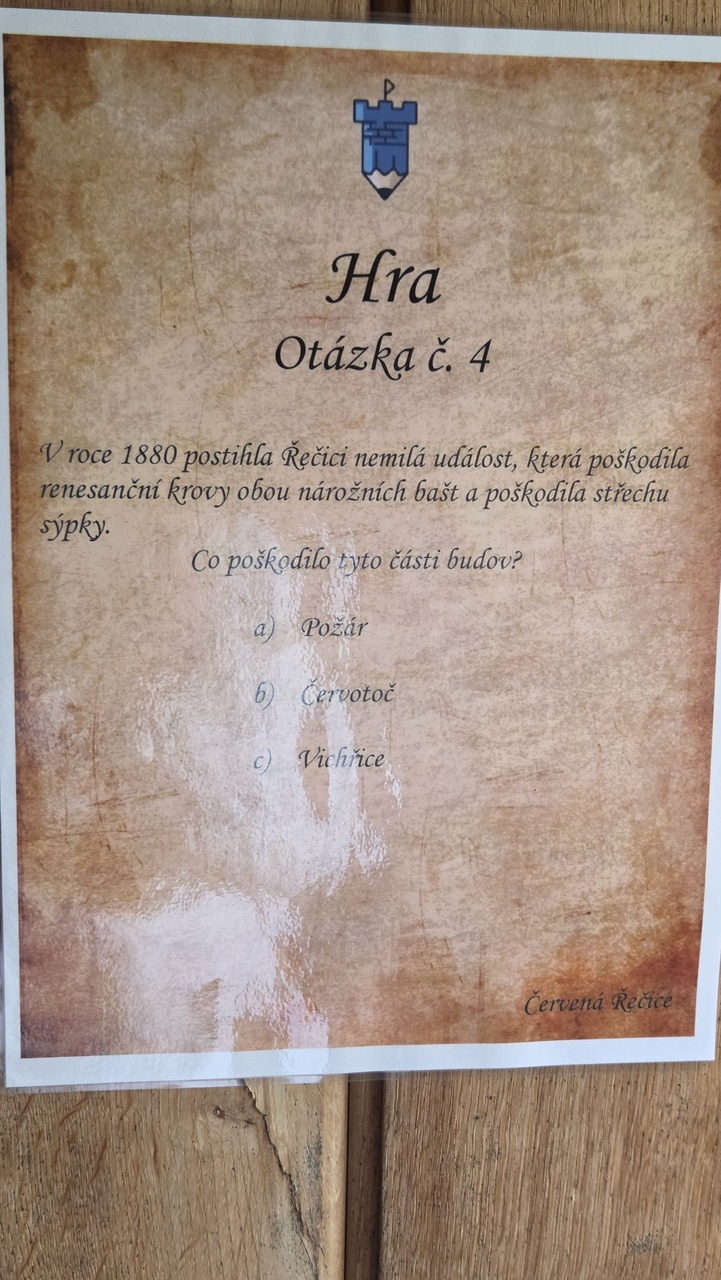 Hra
Otázka č. 4
V roce 1880 postihla Řečici nemilá událost, která poškodila
renesanční krovy obou nárožních bašt a poškodila střechu
sýpky.
Co poškodilo tyto části budov?
a) Požár
b) Červotoč
c) Vichřice
Červená Řečice